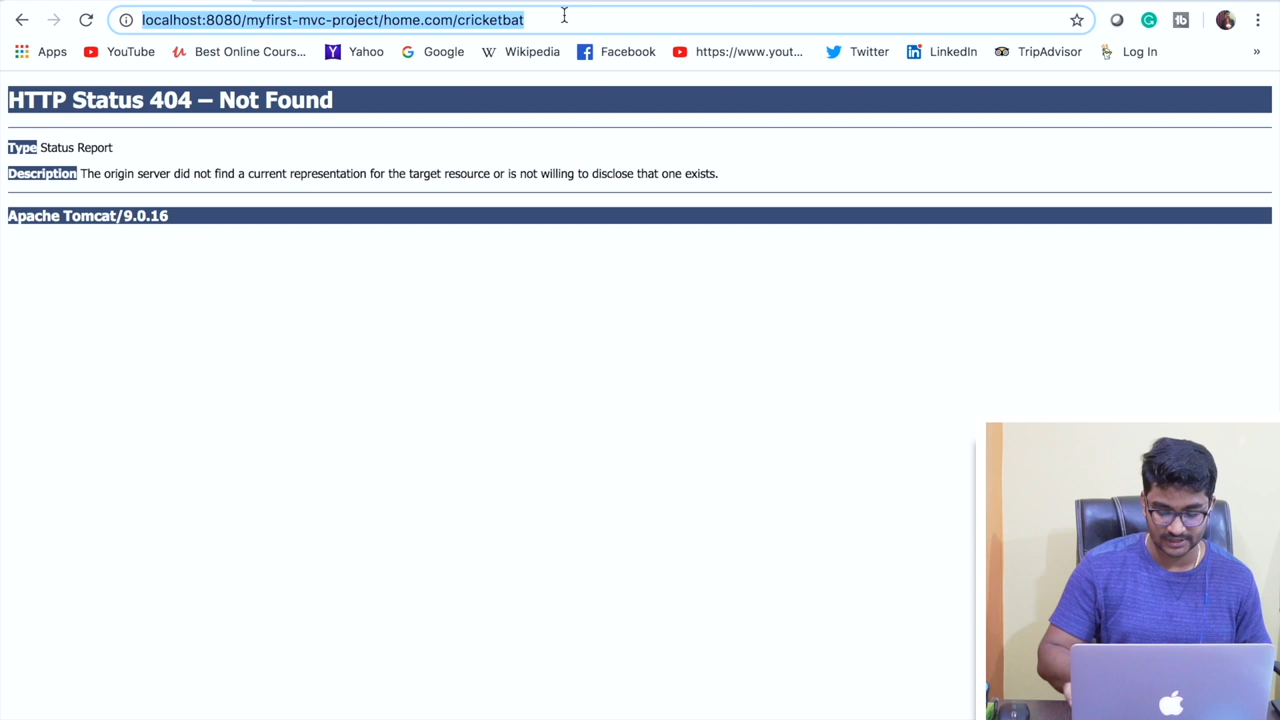 localhost:8080/myfirst-mvc-project/home.com/cricketbat
Apps YouTube Best Online Cours... Yahoo Google Wikipedia Facebook https://www.yout... Twitter LinkedIn TripAdvisor Log In »
HTTP Status 404 – Not Found
Type Status Report
Description The origin server did not find a current representation for the target resource or is not willing to disclose that one exists.
Apache Tomcat/9.0.16